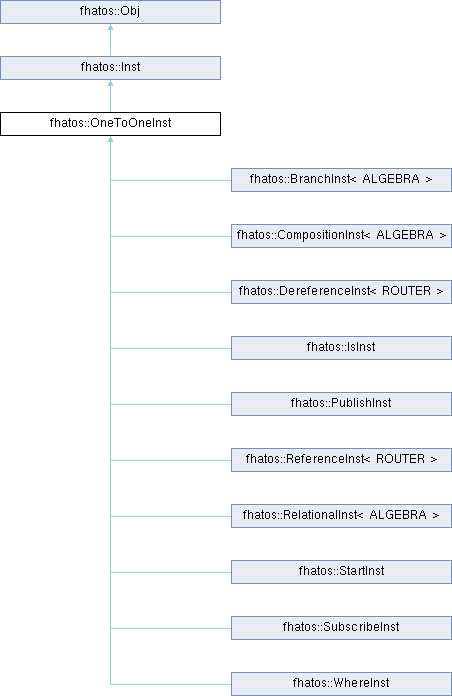 fhatos::Obj
fhatos::Inst
fhatos::OneToOneInst
fhatos::BranchInst< ALGEBRA >
fhatos::CompositionInst< ALGEBRA >
fhatos::DereferenceInst< ROUTER >
fhatos::IsInst
fhatos::PublishInst
fhatos::ReferenceInst< ROUTER >
fhatos::RelationalInst< ALGEBRA >
fhatos::StartInst
fhatos::SubscribeInst
fhatos::WhereInst